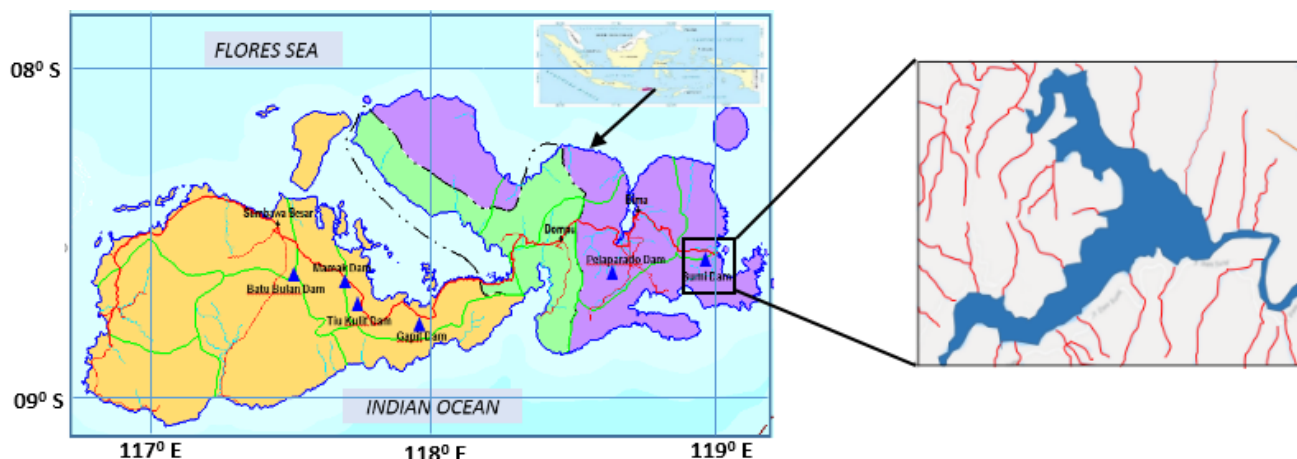 FLORES SEA
08⁰ S
Bima
Sembawa Besar
Dompu
Mamak Dam
Pelaparado Dam
Batu Bulan Dam
Sumi Dam
Tiu Kulit Dam
Gapit Dam
09⁰ S
INDIAN OCEAN
117⁰ E
118⁰ E
119⁰ E